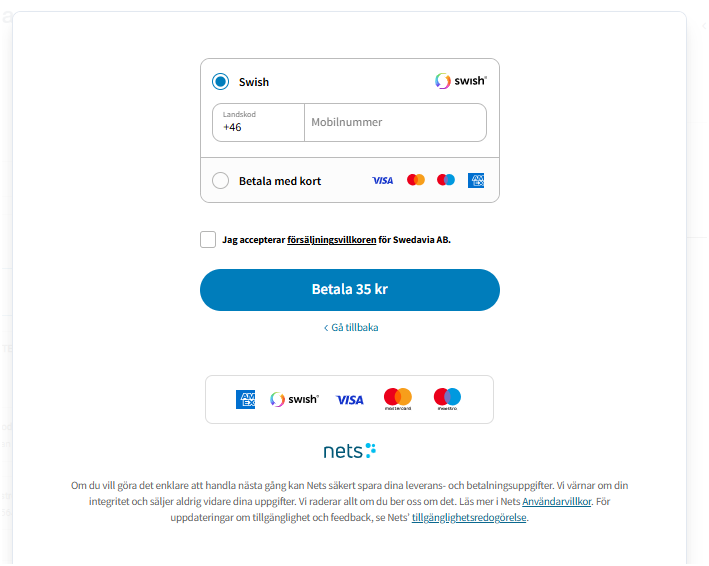 Swish
swish
Landskod
+46
Mobilnummer
Betala med kort
VISA
AMEX
Jag accepterar försäljningsvillkoren för Swedavia AB.
Betala 35 kr
< Gå tillbaka
AMEX
swish
VISA
mastercard
maestro
nets
Om du vill göra det enklare att handla nästa gång kan Nets säkert spara dina leverans- och betalningsuppgifter. Vi värnar om din
integritet och säljer aldrig vidare dina uppgifter. Vi raderar allt om du ber oss om det. Läs mer i Nets Användarvillkor. För
uppdateringar om tillgänglighet och feedback, se Nets' tillgänglighetsredogörelse.